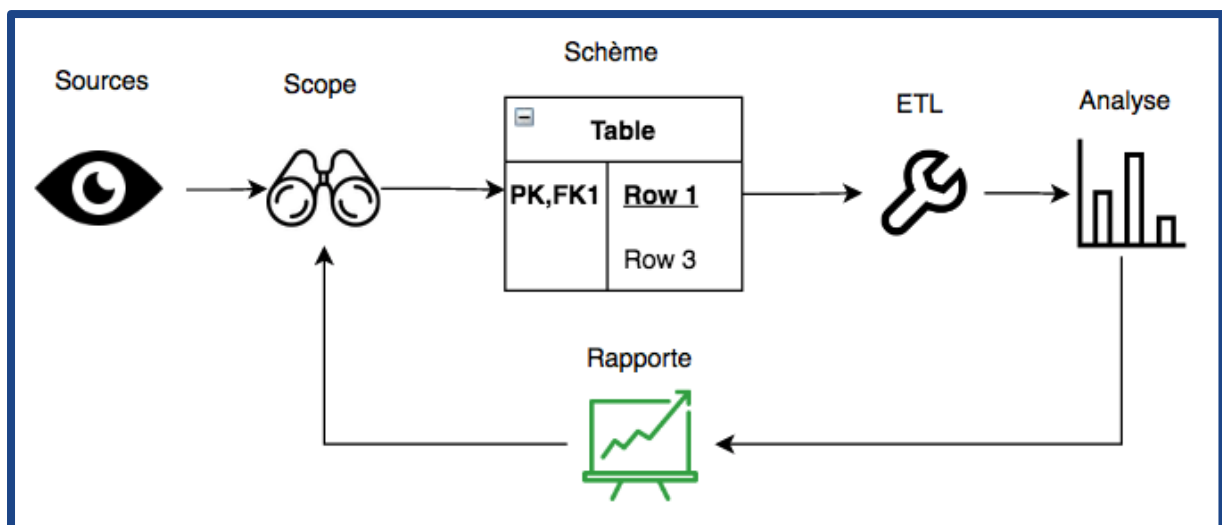 Sources
Scope
Schème
Table
PK,FK1
Row 1
Row 3
ETL
Analyse
Rapporte